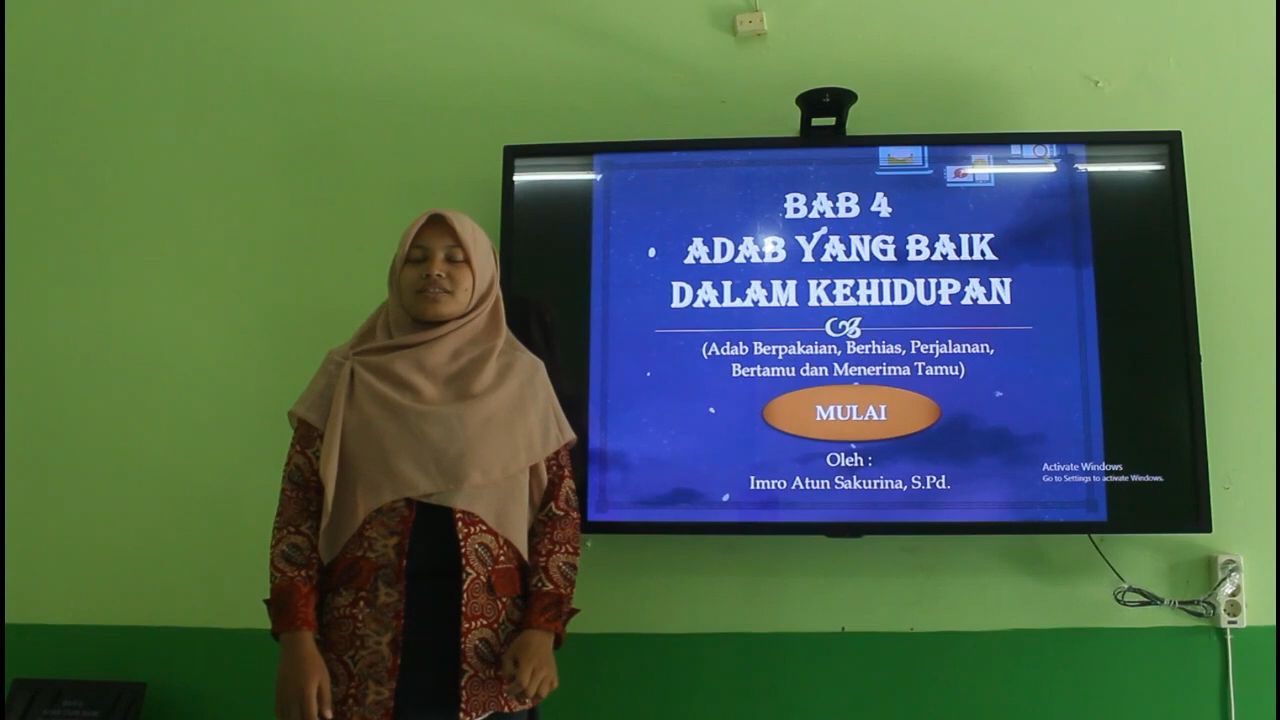 BAB 4
ADAB YANG BAIK
DALAM KEHIDUPAN
(Adab Berpakaian, Berhias, Perjalanan,
Bertamu dan Menerima Tamu)
MULAI
Oleh :
Imro Atun Sakurina, S.Pd.
Activate Windows
Go to Settings to activate Windows.